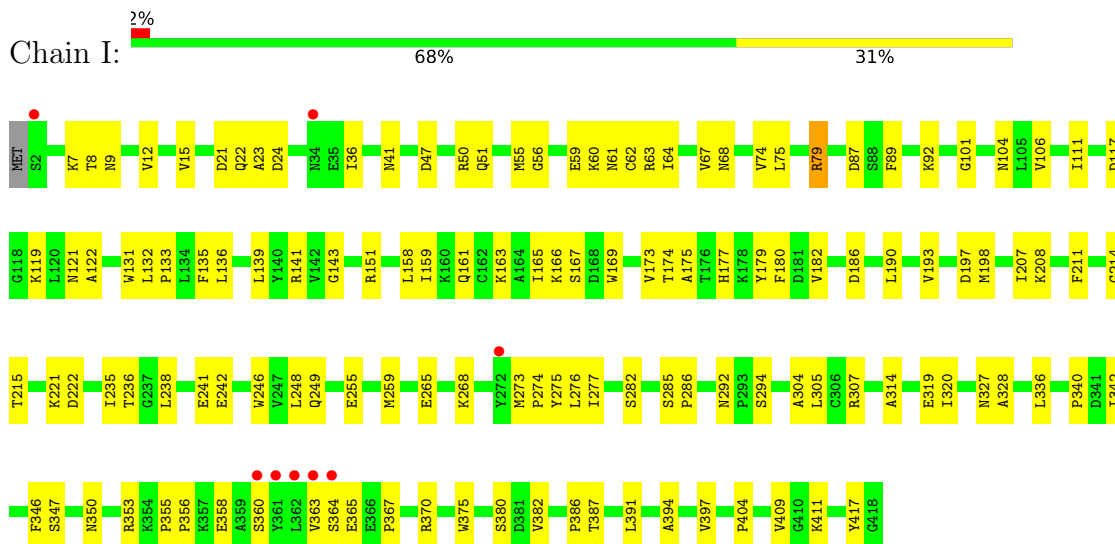 2%
Chain I:
68% 31%
MET S2 K7 T8 N9 V12 V15 D21 Q22 A23 D24 N34 E35 I36 N41 D47 R50 Q51 M55 G56 E59 K60 N61 C62 R63 I64 V67 N68 V74 L75 R79 D87 S88 F89 K92 G101 N104 L105 V106 I111
G118 K119 L120 N121 A122 W131 L132 P133 L134 F135 L136 L139 Y140 R141 V142 G143 R151 L158 I159 K160 Q161 C162 K163 A164 I165 K166 S167 D168 W169 V173 T174 A175 T176 H177 K178 Y179 F180 D181 V182 D186 L190 V193 D197 M198 I207 K208 F211
T215 K221 D222 I235 T236 G237 L238 E241 E242 W246 V247 L248 Q249 E255 M259 E265 K268 Y272 M273 P274 Y275 L276 I277 S282 S285 P286 N292 P293 S294 A304 L305 C306 R307 A314 E319 I320 N327 A328 L336 P340 D341 I342
F346 S347 N350 R353 K354 P355 P356 K357 E358 A359 S360 Y361 L362 V363 S364 E365 E366 P367 R370 W375 S380 D381 V382 P386 T387 L391 A394 V397 P404 V409 G410 K411 Y417 G418